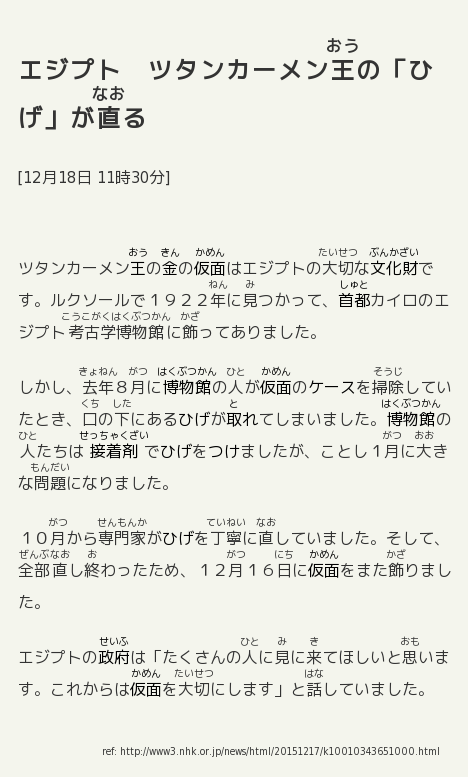 エジプト　ツタンカーメン王の「ひ
げ」が直る
[12月18日 11時30分]
ツタンカーメン王の金の仮面はエジプトの大切な文化財で
す。ルクソールで１９２２年に見つかって、首都カイロのエ
ジプト考古学博物館に飾ってありました。
しかし、去年８月に博物館の人が仮面のケースを掃除してい
たとき、口の下にあるひげが取れてしまいました。博物館の
人たちは接着剤でひげをつけましたが、ことし１月に大き
な問題になりました。
１０月から専門家がひげを丁寧に直していました。そして、
全部直し終わったため、１２月１６日に仮面をまた飾りまし
た。
エジプトの政府は「たくさんの人に見に来てほしいと思いま
す。これからは仮面を大切にします」と話していました。
ref: http://www3.nhk.or.jp/news/html/20151217/k10010343651000.html